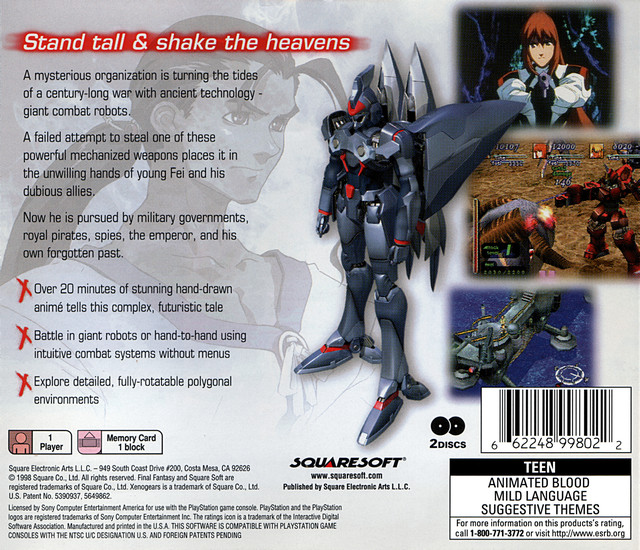 Stand tall & shake the heavens
A mysterious organization is turning the tides
of a century-long war with ancient technology -
giant combat robots.
A failed attempt to steal one of these
powerful mechanized weapons places it in
the unwilling hands of young Fei and his
dubious allies.
Now he is pursued by military governments,
royal pirates, spies, the emperor, and his
own forgotten past.
Over 20 minutes of stunning hand-drawn
animé tells this complex, futuristic tale
Battle in giant robots or hand-to-hand using
intuitive combat systems without menus
Explore detailed, fully-rotatable polygonal
environments
1
Player
Memory Card
1 block
Square Electronic Arts L.L.C. – 949 South Coast Drive #200, Costa Mesa, CA 92626
© 1998 Square Co., Ltd. All rights reserved. Final Fantasy and Square Soft are
registered trademarks of Square Co., Ltd. Xenogears is a trademark of Square Co., Ltd.
U.S. Patent No. 5390937, 5649862.
Licensed by Sony Computer Entertainment America for use with the PlayStation game console. PlayStation and the PlayStation
logos are registered trademarks of Sony Computer Entertainment Inc. The ratings icon is a trademark of the Interactive Digital
Software Association. Manufactured and printed in the U.S.A. THIS SOFTWARE IS COMPATIBLE WITH PLAYSTATION GAME
CONSOLES WITH THE NTSC U/C DESIGNATION U.S. AND FOREIGN PATENTS PENDING
SQUARESOFT®
www.squaresoft.com
Published by Square Electronic Arts L.L.C.
2DISCS
12000
6 62248 99802 2
TEEN
ANIMATED BLOOD
MILD LANGUAGE
SUGGESTIVE THEMES
For more information on this product's rating,
call 1-800-771-3772 or visit http://www.esrb.org